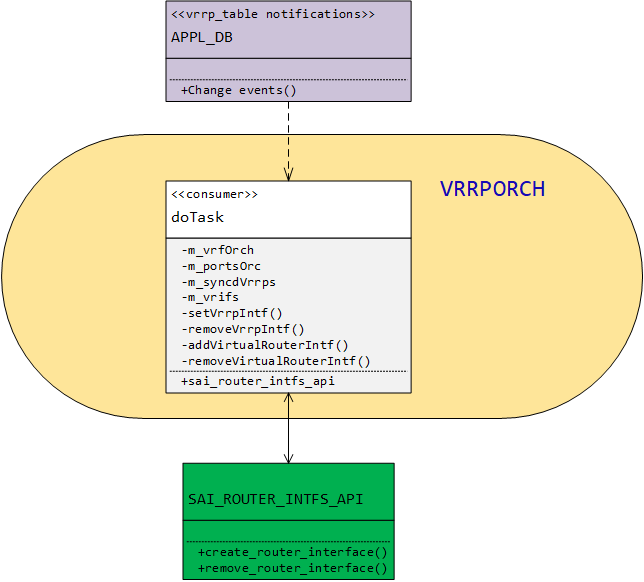 <<vrrp_table notifications>>
APPL_DB
+Change events()
VRRPORCH
<<consumer>>
doTask
-m_vrfOrch
-m_portsOrc
-m_syncdVrrps
-m_vrifs
-setVrrpIntf()
-removeVrrpIntf()
-addVirtualRouterIntf()
-removeVirtualRouterIntf()
+sai_router_intfs_api
SAI_ROUTER_INTFS_API
+create_router_interface()
+remove_router_interface()